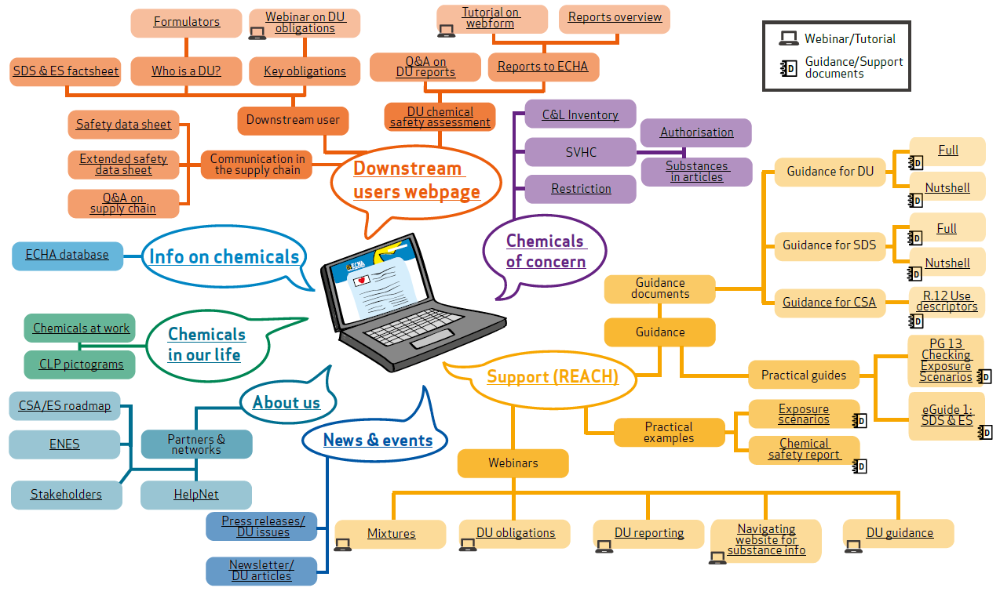 Formulators
Webinar on DU
obligations
Tutorial on
webform
Reports overview
Webinar/Tutorial
Guidance/Support
documents
D
SDS & ES factsheet
Who is a DU?
Key obligations
Q&A on
DU reports
Reports to ECHA
Downstream user
DU chemical
safety assessment
Safety data sheet
Extended safety
data sheet
Q&A on
supply chain
Communication in
the supply chain
Downstream
users webpage
C&L Inventory
SVHC
Restriction
Authorisation
Substances
in articles
Chemicals
of concern
ECHA database
Info on chemicals
ECHA
Chemicals at work
CLP pictograms
Chemicals
in our life
Guidance
documents
Guidance
Guidance for DU
Full
D
Nutshell
D
Guidance for SDS
Full
D
Nutshell
D
Guidance for CSA
R.12 Use
descriptors
D
Support (REACH)
Practical guides
PG 13
Checking
Exposure
Scenarios
D
eGuide 1:
SDS & ES
D
Practical
examples
Exposure
scenarios
D
Chemical
safety report
D
About us
Partners &
networks
CSA/ES roadmap
ENES
Stakeholders
HelpNet
News & events
Press releases/
DU issues
Newsletter/
DU articles
Webinars
Mixtures
DU obligations
DU reporting
Navigating
website for
substance info
DU guidance